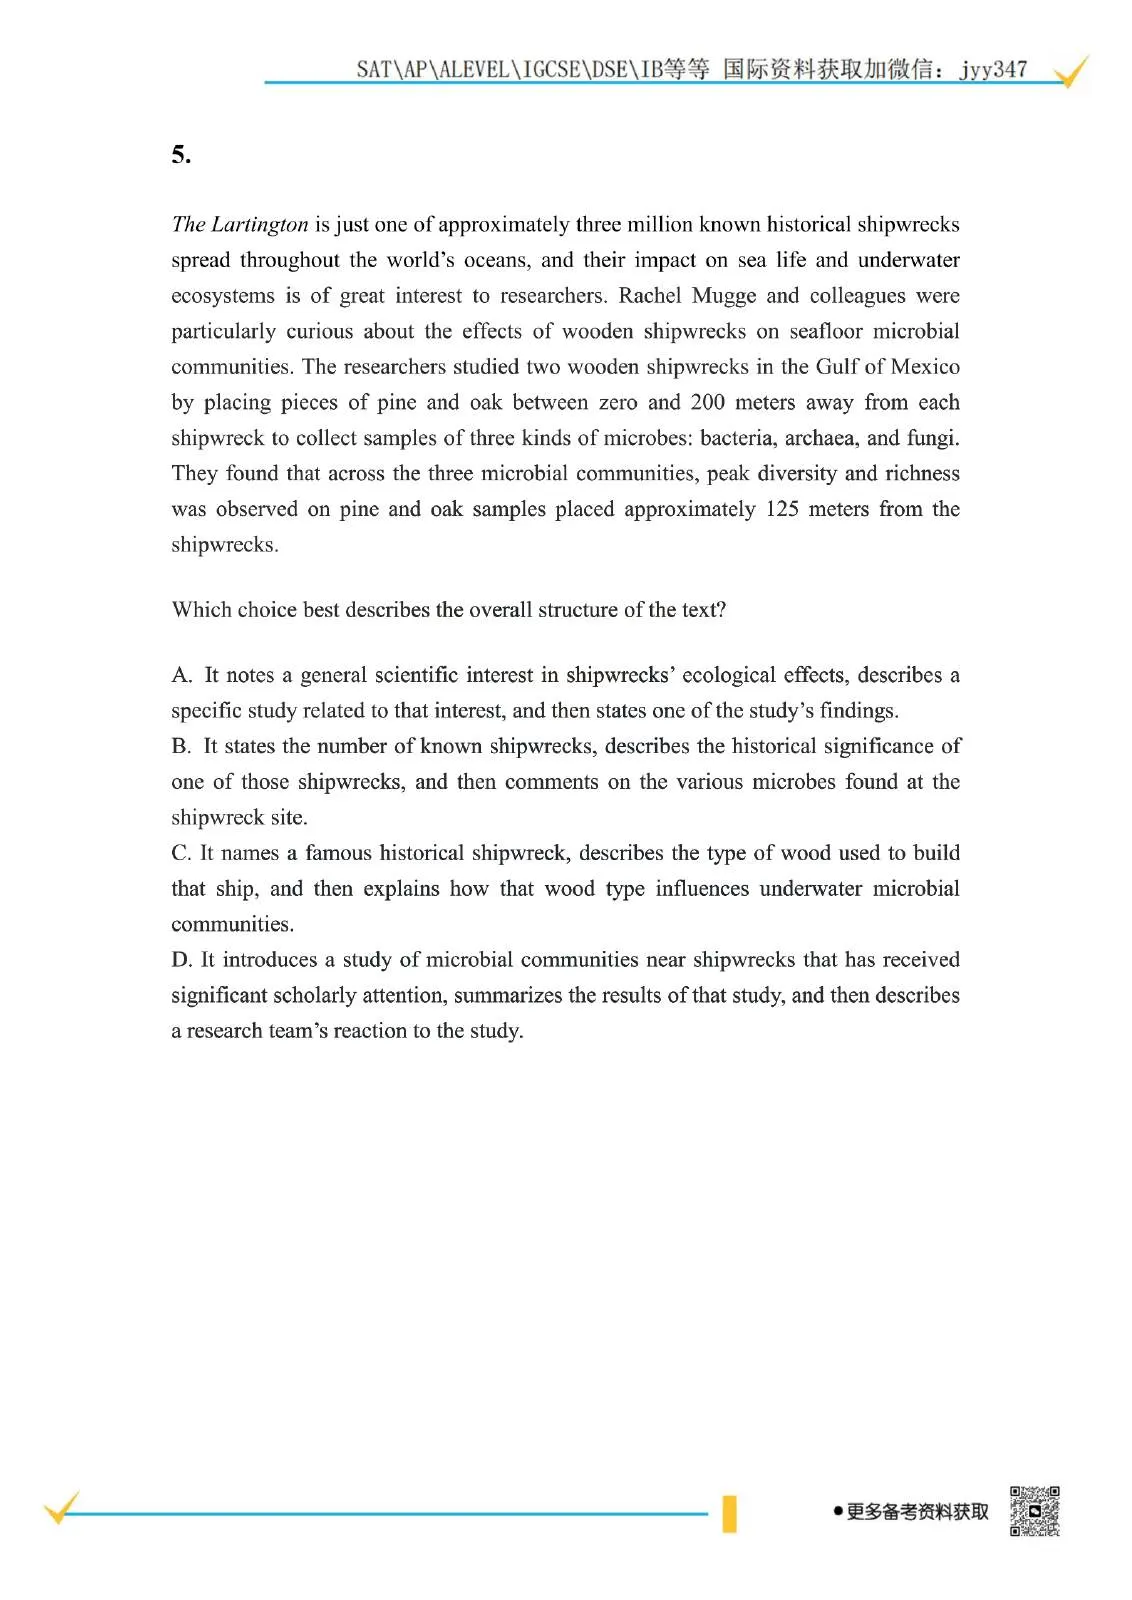 SAT\AP\ALEVEL\IGCSE\DSE\IB等等 国际资料获取加微信：jyy347
5.
The Lartington is just one of approximately three million known historical shipwrecks
spread throughout the world’s oceans, and their impact on sea life and underwater
ecosystems is of great interest to researchers. Rachel Mugge and colleagues were
particularly curious about the effects of wooden shipwrecks on seafloor microbial
communities. The researchers studied two wooden shipwrecks in the Gulf of Mexico
by placing pieces of pine and oak between zero and 200 meters away from each
shipwreck to collect samples of three kinds of microbes: bacteria, archaea, and fungi.
They found that across the three microbial communities, peak diversity and richness
was observed on pine and oak samples placed approximately 125 meters from the
shipwrecks.
Which choice best describes the overall structure of the text?
A. It notes a general scientific interest in shipwrecks’ ecological effects, describes a
specific study related to that interest, and then states one of the study’s findings.
B. It states the number of known shipwrecks, describes the historical significance of
one of those shipwrecks, and then comments on the various microbes found at the
shipwreck site.
C. It names a famous historical shipwreck, describes the type of wood used to build
that ship, and then explains how that wood type influences underwater microbial
communities.
D. It introduces a study of microbial communities near shipwrecks that has received
significant scholarly attention, summarizes the results of that study, and then describes
a research team’s reaction to the study.
●更多备考资料获取